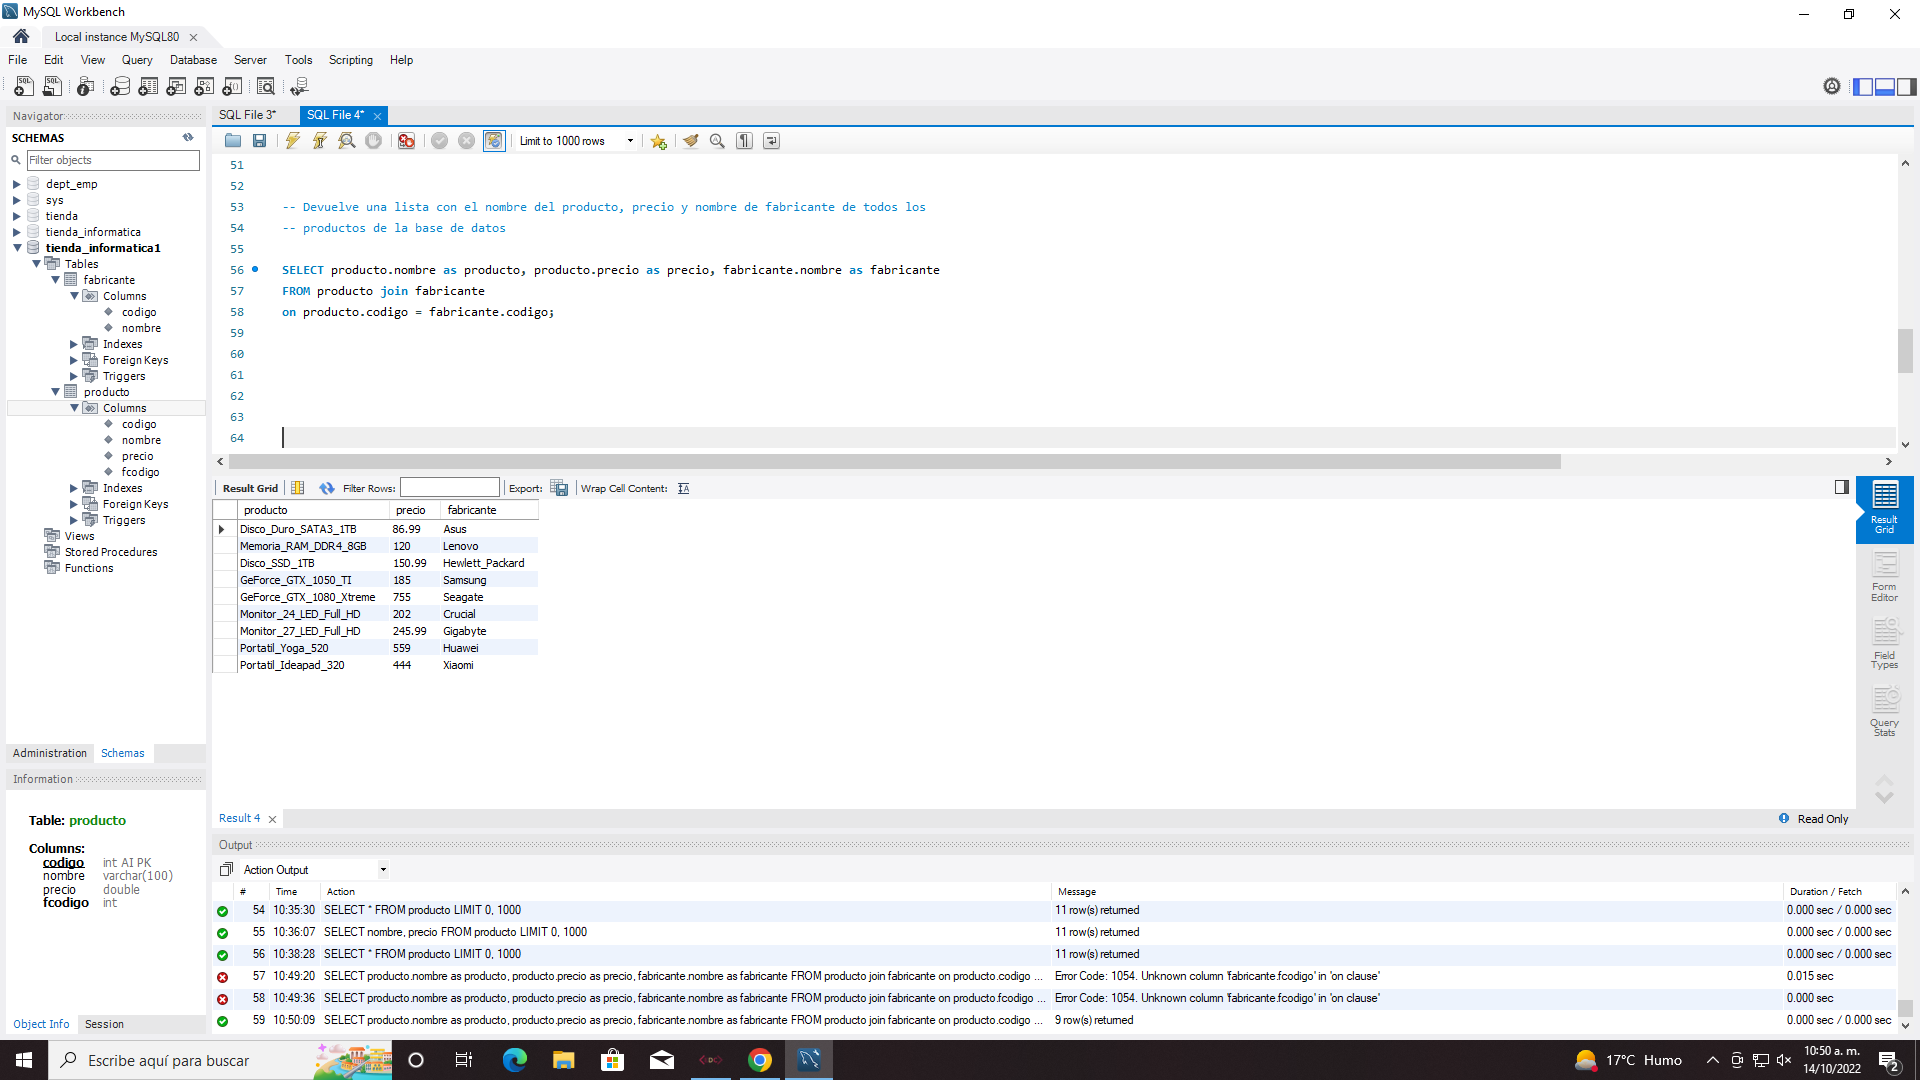 MySQL Workbench
Local instance MySQL80
File Edit View Query Database Server Tools Scripting Help
Navigator
SCHEMAS
Filter objects
dept_emp
sys
tienda
tienda_informatica
tienda_informatica1
Tables
fabricante
Columns
codigo
nombre
Indexes
Foreign Keys
Triggers
producto
Columns
codigo
nombre
precio
fcodigo
Indexes
Foreign Keys
Triggers
Views
Stored Procedures
Functions
Administration Schemas
Information
Table: producto
Columns:
codigo int AI PK
nombre varchar(100)
precio double
fcodigo int
Object Info Session
SQL File 3* SQL File 4*
Limit to 1000 rows
51
52
53 -- Devuelve una lista con el nombre del producto, precio y nombre de fabricante de todos los
54 -- productos de la base de datos
55
56 SELECT producto.nombre as producto, producto.precio as precio, fabricante.nombre as fabricante
57 FROM producto join fabricante
58 on producto.codigo = fabricante.codigo;
59
60
61
62
63
64
Result Grid Filter Rows: Export: Wrap Cell Content:
producto precio fabricante
Disco_Duro_SATA3_1TB 86.99 Asus
Memoria_RAM_DDR4_8GB 120 Lenovo
Disco_SSD_1TB 150.99 Hewlett_Packard
GeForce_GTX_1050_TI 185 Samsung
GeForce_GTX_1080_Xtreme 755 Seagate
Monitor_24_LED_Full_HD 202 Crucial
Monitor_27_LED_Full_HD 245.99 Gigabyte
Portatil_Yoga_520 559 Huawei
Portatil_Ideapad_320 444 Xiaomi
Result Grid
Form Editor
Field Types
Query Stats
Result 4 Read Only
Output
Action Output
# Time Action Message Duration / Fetch
54 10:35:30 SELECT * FROM producto LIMIT 0, 1000 11 row(s) returned 0.000 sec / 0.000 sec
55 10:36:07 SELECT nombre, precio FROM producto LIMIT 0, 1000 11 row(s) returned 0.000 sec / 0.000 sec
56 10:38:28 SELECT * FROM producto LIMIT 0, 1000 11 row(s) returned 0.000 sec / 0.000 sec
57 10:49:20 SELECT producto.nombre as producto, producto.precio as precio, fabricante.nombre as fabricante FROM producto join fabricante on producto.codigo ... Error Code: 1054. Unknown column 'fabricante.fcodigo' in 'on clause' 0.015 sec
58 10:49:36 SELECT producto.nombre as producto, producto.precio as precio, fabricante.nombre as fabricante FROM producto join fabricante on producto.fcodigo ... Error Code: 1054. Unknown column 'fabricante.fcodigo' in 'on clause' 0.000 sec
59 10:50:09 SELECT producto.nombre as producto, producto.precio as precio, fabricante.nombre as fabricante FROM producto join fabricante on producto.codigo ... 9 row(s) returned 0.000 sec / 0.000 sec
Escribe aquí para buscar
17°C Humo
10:50 a. m.
14/10/2022
2